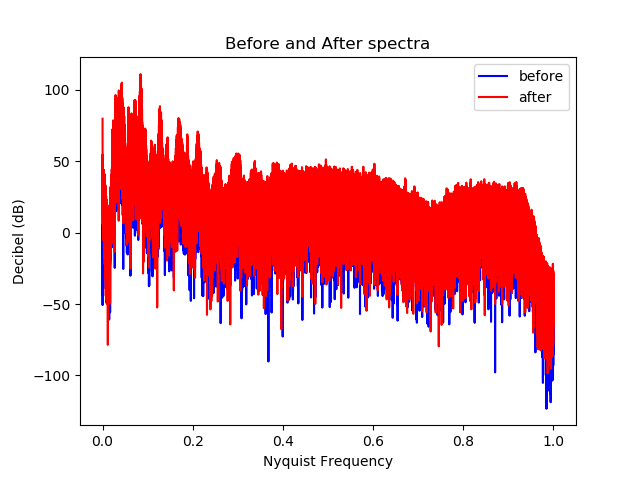 Before and After spectra
before
after
Decibel (dB)
100
50
0
−50
−100
0.0 0.2 0.4 0.6 0.8 1.0
Nyquist Frequency